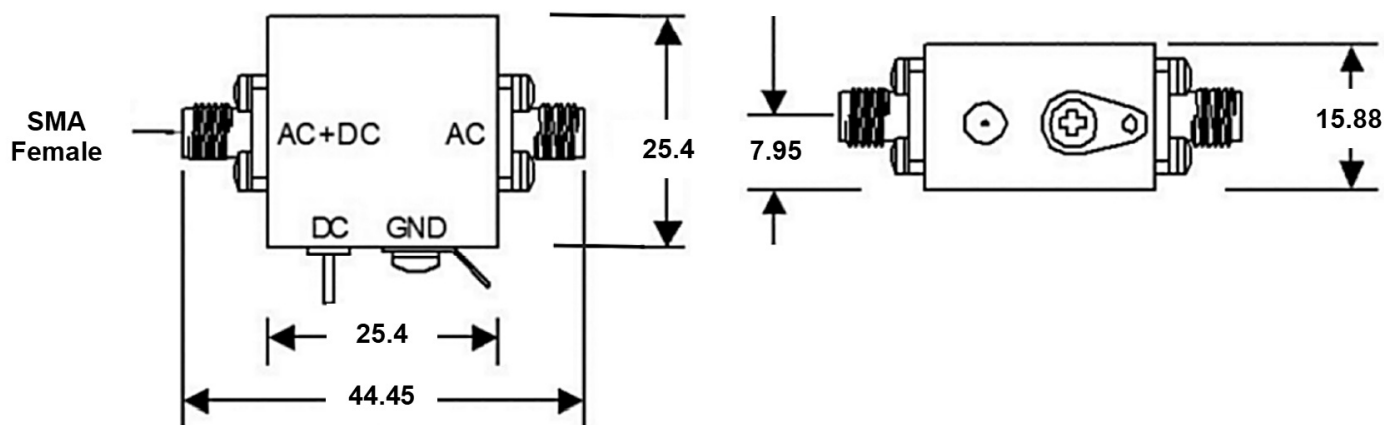 SMA
Female
AC+DC
AC
DC
GND
25.4
25.4
44.45
7.95
15.88